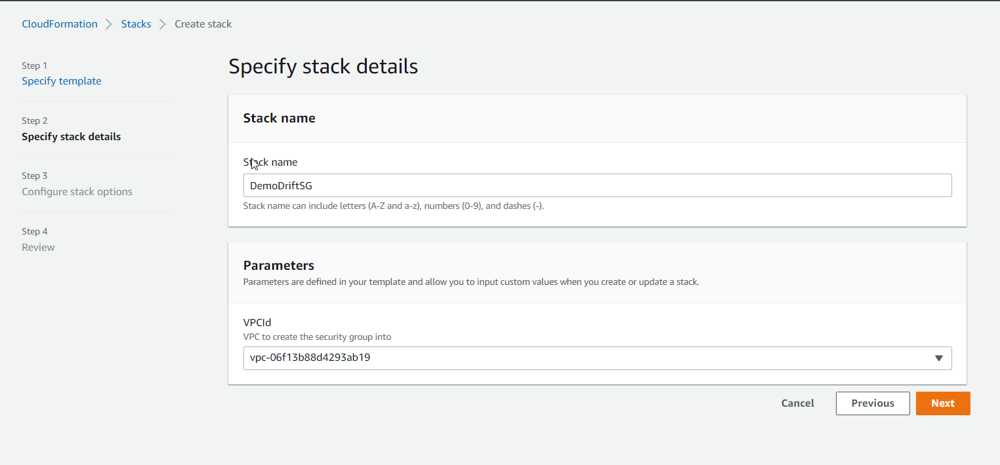 CloudFormation > Stacks > Create stack
Step 1
Specify template
Step 2
Specify stack details
Step 3
Configure stack options
Step 4
Review
Specify stack details
Stack name
Stack name
DemoDriftSG
Stack name can include letters (A-Z and a-z), numbers (0-9), and dashes (-).
Parameters
Parameters are defined in your template and allow you to input custom values when you create or update a stack.
VPCId
VPC to create the security group into
vpc-06f13b88d4293ab19
Cancel Previous Next